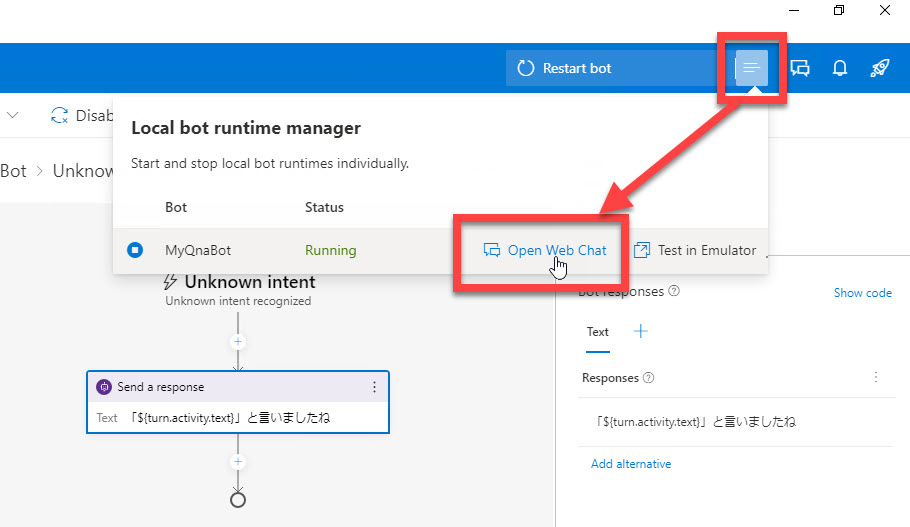 Restart bot
Disab
Local bot runtime manager
Start and stop local bot runtimes individually.
Bot > Unknow
Bot Status
MyQnaBot Running Open Web Chat Test in Emulator
Unknown intent
Unknown intent recognized
Bot responses
Show code
Text
Send a response
Responses
Text 「${turn.activity.text}」と言いましたね
「${turn.activity.text}」と言いましたね
Add alternative